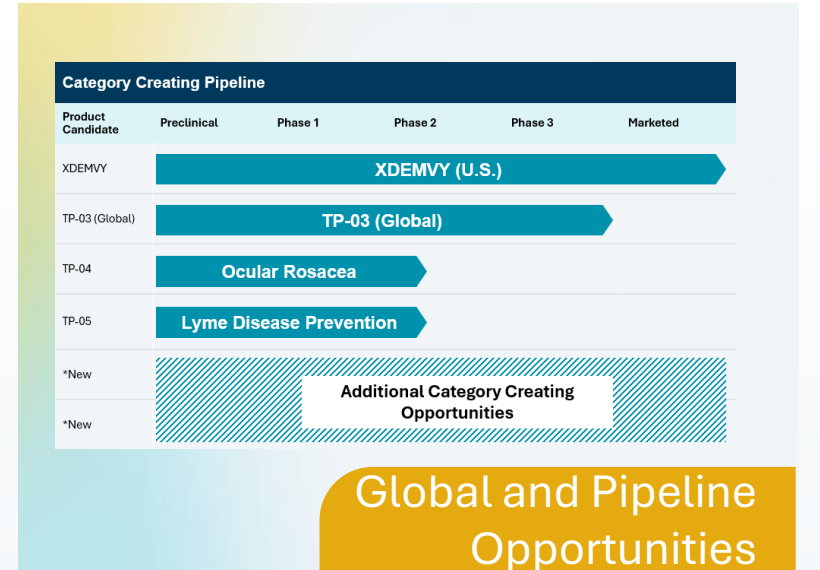 Category Creating Pipeline
Product
Candidate
Preclinical
Phase 1
Phase 2
Phase 3
Marketed
XDEMVY
XDEMVY (U.S.)
TP-03 (Global)
TP-03 (Global)
TP-04
Ocular Rosacea
TP-05
Lyme Disease Prevention
*New
Additional Category Creating
Opportunities
*New
Global and Pipeline
Opportunities